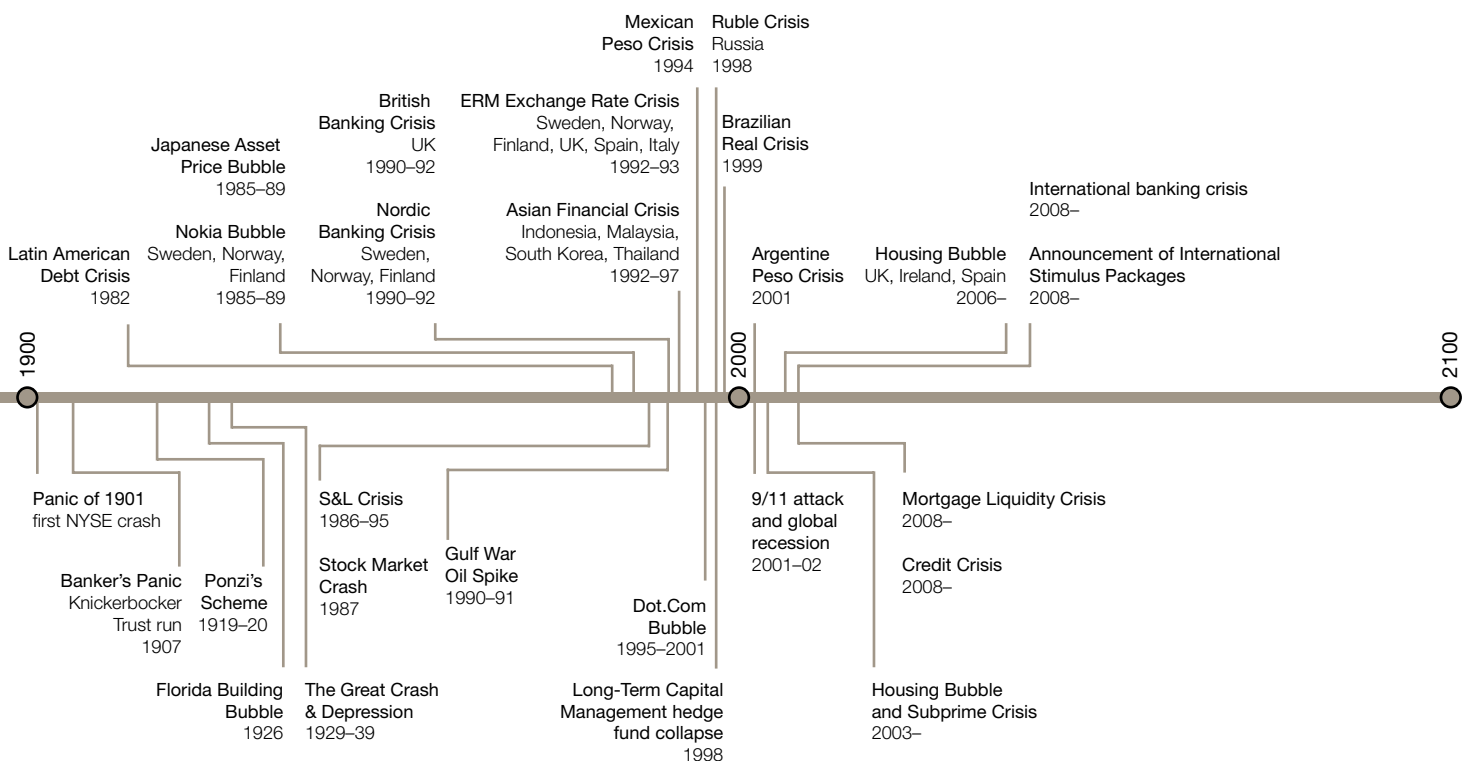 Mexican
Peso Crisis
1994
Ruble Crisis
Russia
1998
British
Banking Crisis
UK
1990–92
ERM Exchange Rate Crisis
Sweden, Norway,
Finland, UK, Spain, Italy
1992–93
Brazilian
Real Crisis
1999
Japanese Asset
Price Bubble
1985–89
International banking crisis
2008–
Latin American
Debt Crisis
1982
Nokia Bubble
Sweden, Norway,
Finland
1985–89
Nordic
Banking Crisis
Sweden,
Norway, Finland
1990–92
Asian Financial Crisis
Indonesia, Malaysia,
South Korea, Thailand
1992–97
Argentine
Peso Crisis
2001
Housing Bubble
UK, Ireland, Spain
2006–
Announcement of International
Stimulus Packages
2008–
1900
2000
2100
Panic of 1901
first NYSE crash
Banker’s Panic
Knickerbocker
Trust run
1907
Ponzi’s
Scheme
1919–20
S&L Crisis
1986–95
Stock Market
Crash
1987
Gulf War
Oil Spike
1990–91
Dot.Com
Bubble
1995–2001
9/11 attack
and global
recession
2001–02
Mortgage Liquidity Crisis
2008–
Credit Crisis
2008–
Florida Building
Bubble
1926
The Great Crash
& Depression
1929–39
Long-Term Capital
Management hedge
fund collapse
1998
Housing Bubble
and Subprime Crisis
2003–